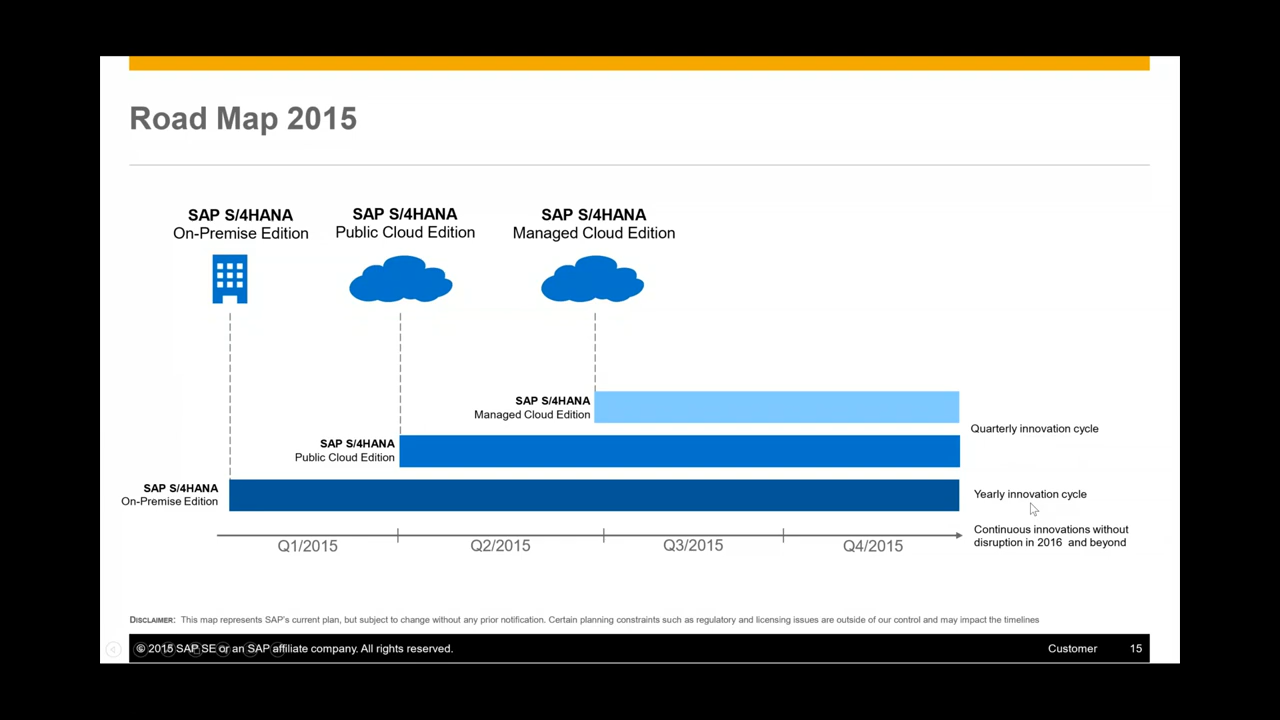 Road Map 2015
SAP S/4HANA
On-Premise Edition
SAP S/4HANA
Public Cloud Edition
SAP S/4HANA
Managed Cloud Edition
SAP S/4HANA
Managed Cloud Edition
Quarterly innovation cycle
SAP S/4HANA
Public Cloud Edition
SAP S/4HANA
On-Premise Edition
Yearly innovation cycle
Continuous innovations without
disruption in 2016 and beyond
Q1/2015
Q2/2015
Q3/2015
Q4/2015
DISCLAIMER: This map represents SAP's current plan, but subject to change without any prior notification. Certain planning constraints such as regulatory and licensing issues are outside of our control and may impact the timelines
© 2015 SAP SE or an SAP affiliate company. All rights reserved.
Customer
15